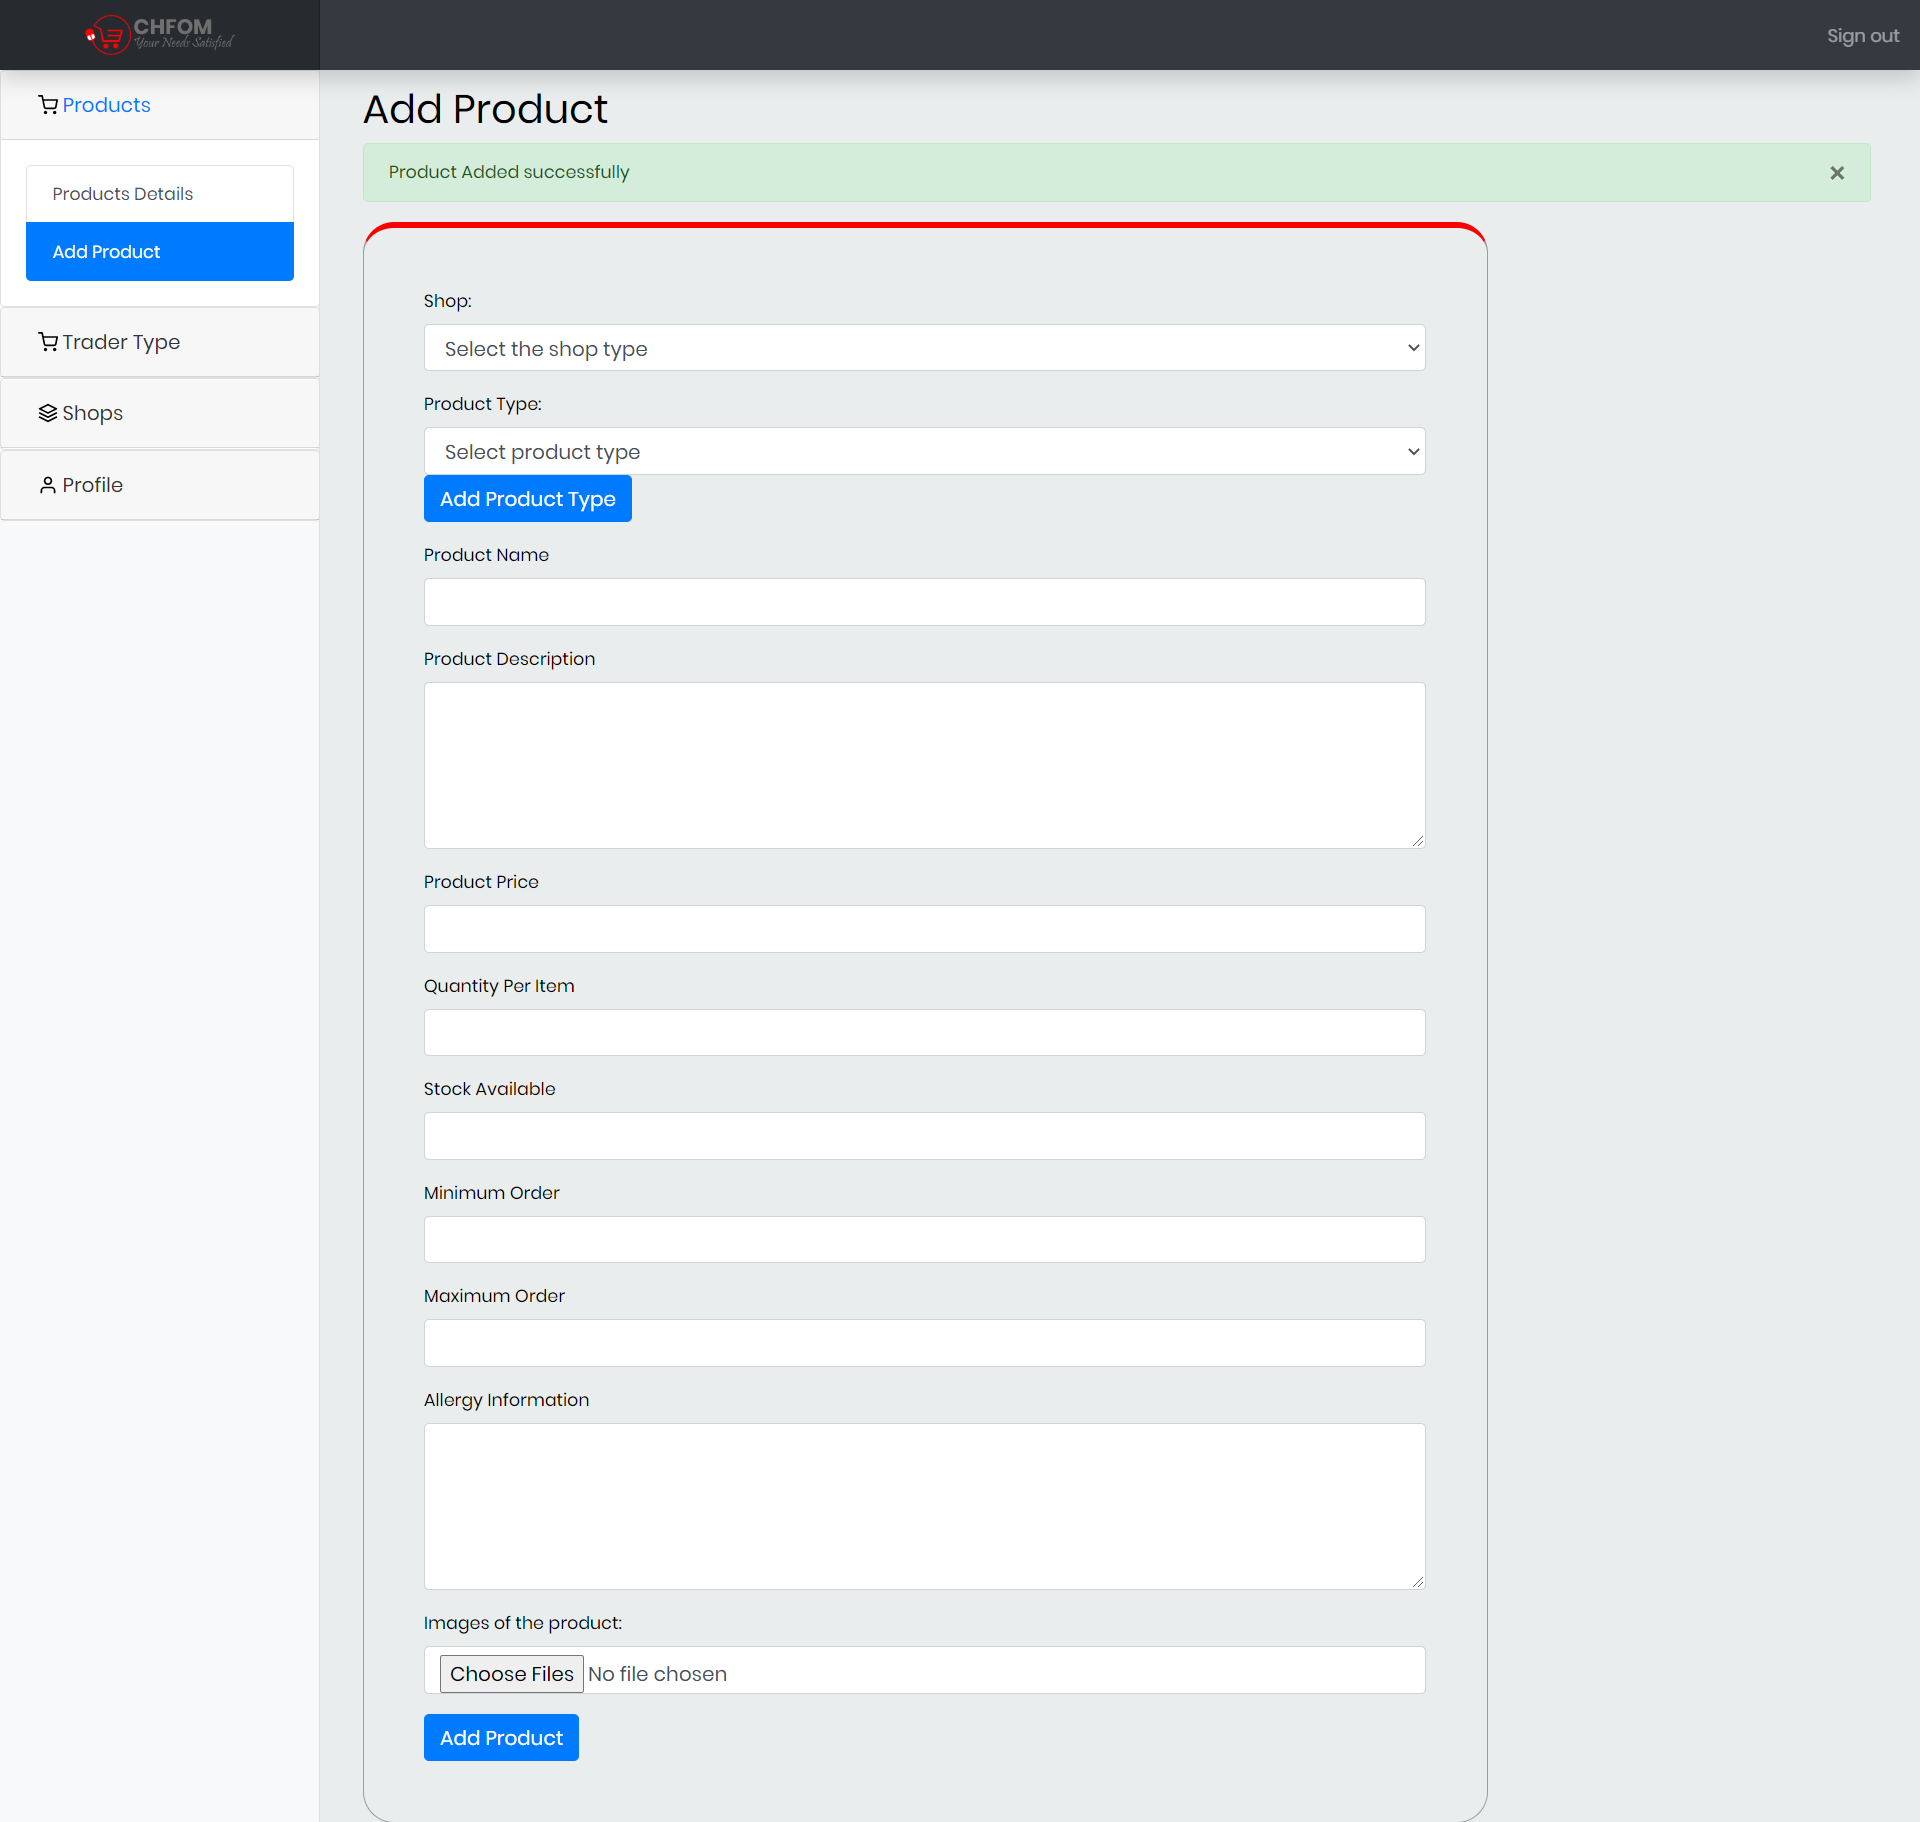 CHFOM
Your Needs Satisfied
Sign out
Products
Products Details
Add Product
Trader Type
Shops
Profile
Add Product
Product Added successfully
×
Shop:
Select the shop type
Product Type:
Select product type
Add Product Type
Product Name
Product Description
Product Price
Quantity Per Item
Stock Available
Minimum Order
Maximum Order
Allergy Information
Images of the product:
Choose Files No file chosen
Add Product